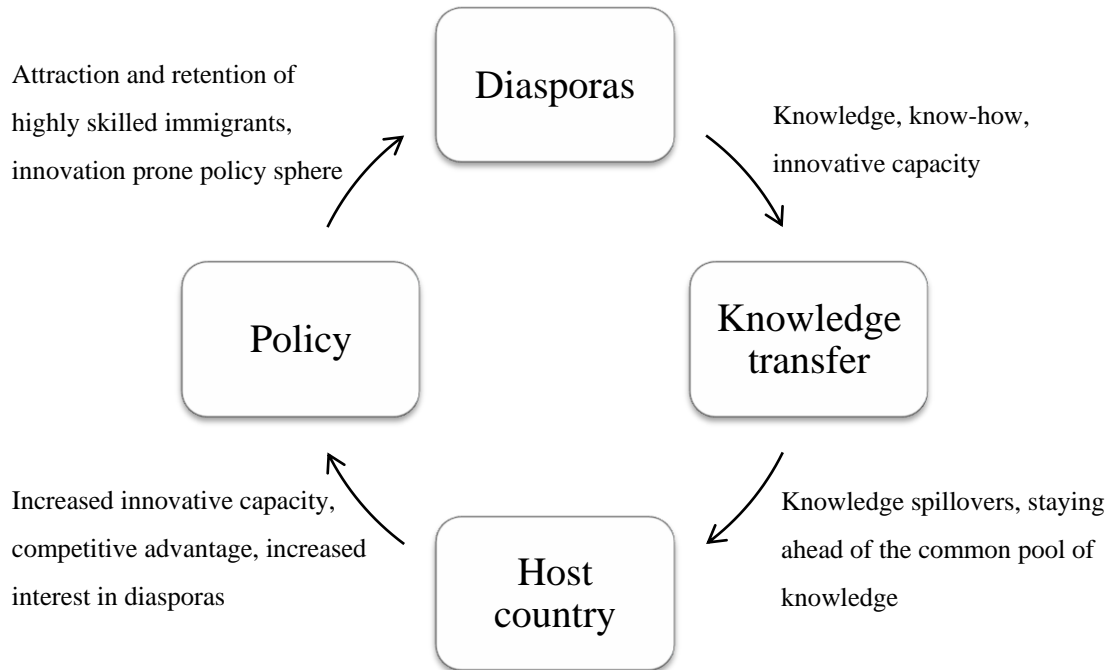 Diasporas
Attraction and retention of
highly skilled immigrants,
innovation prone policy sphere
Knowledge, know-how,
innovative capacity
Policy
Knowledge
transfer
Increased innovative capacity,
competitive advantage, increased
interest in diasporas
Knowledge spillovers, staying
ahead of the common pool of
knowledge
Host
country